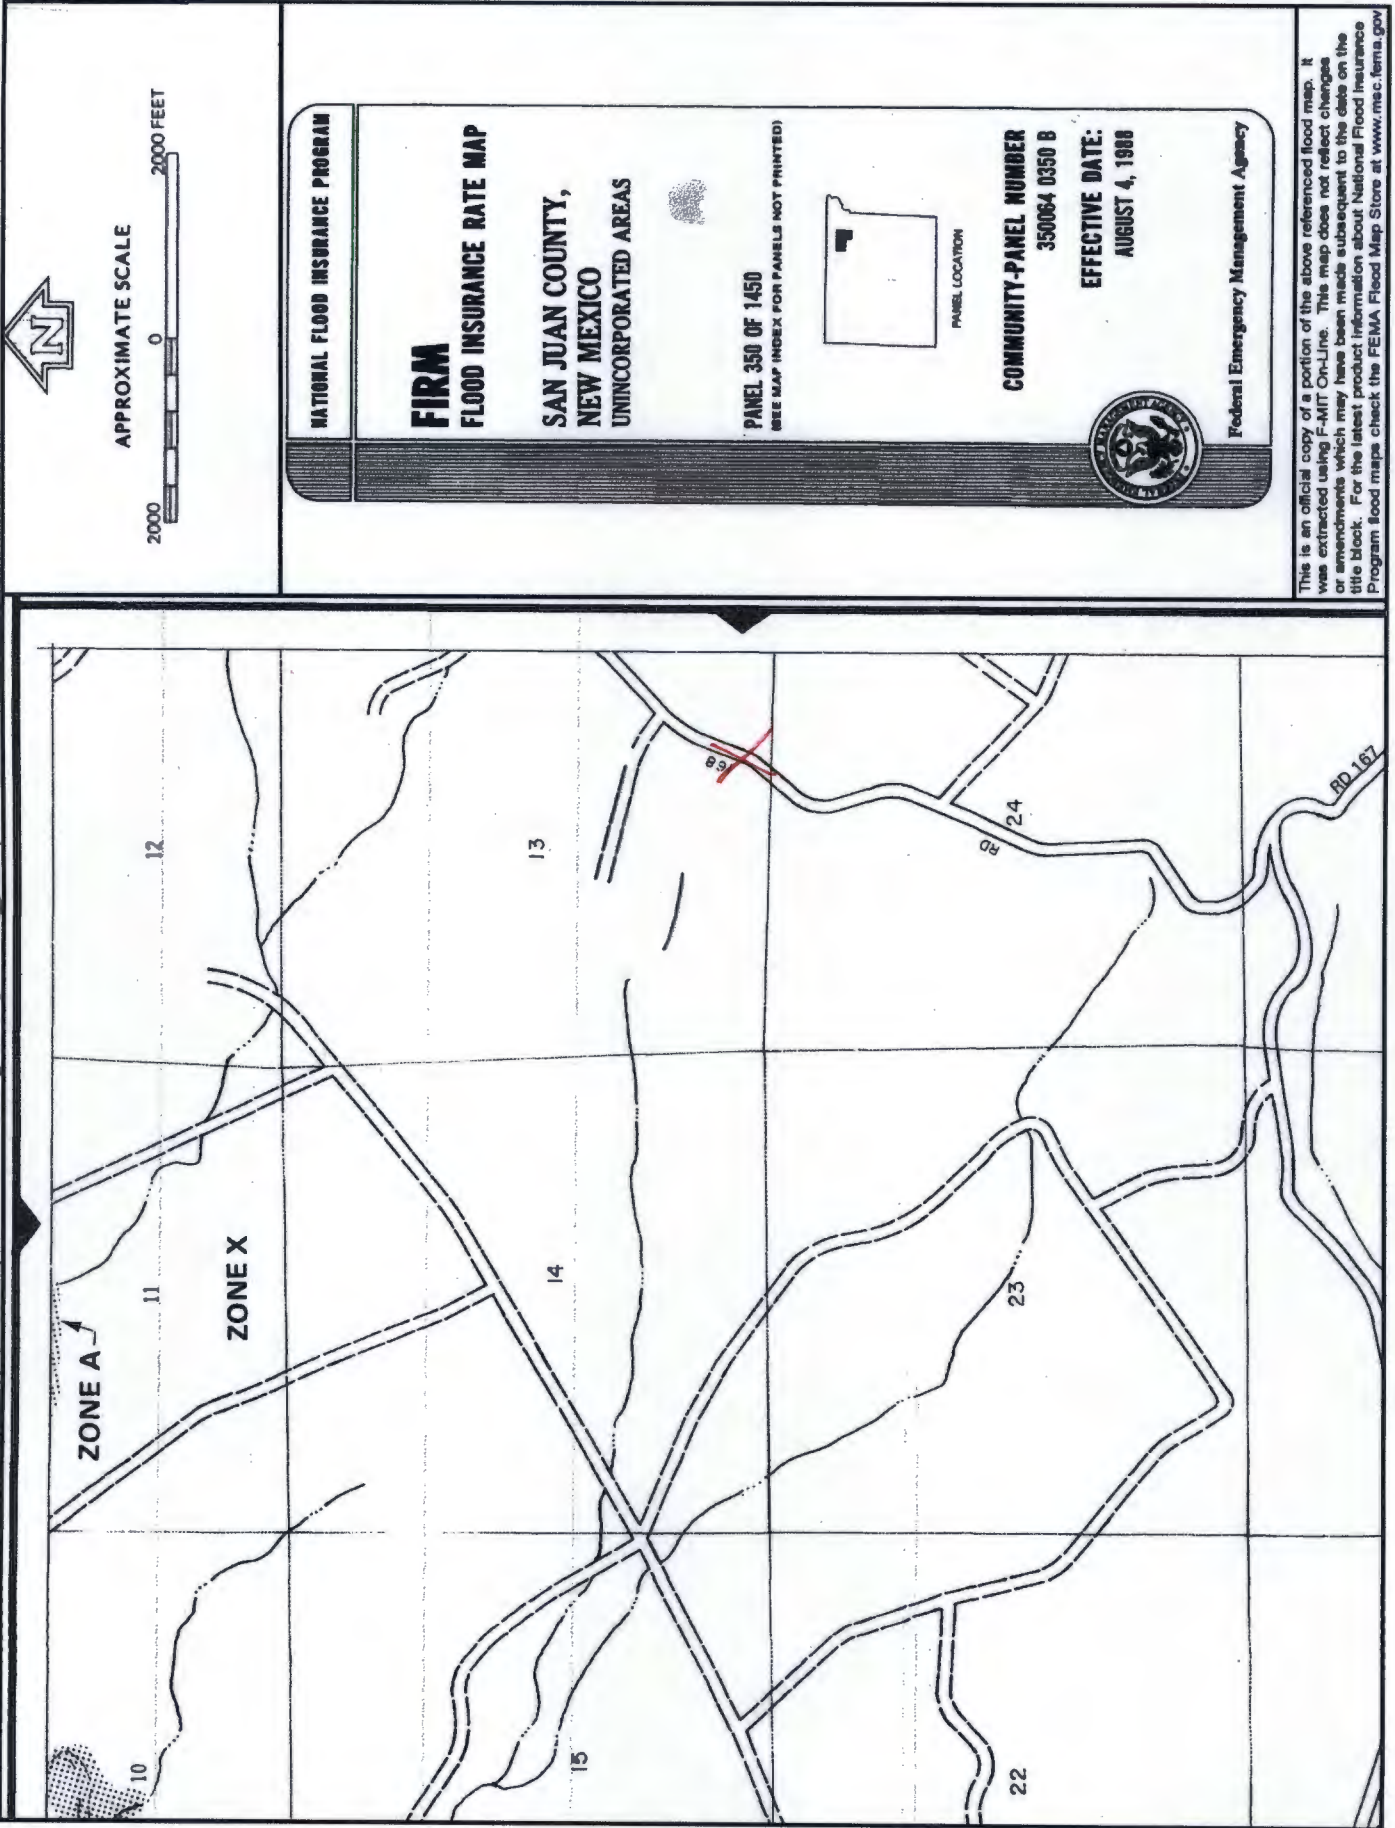 N
APPROXIMATE SCALE
2000 0 2000 FEET
NATIONAL FLOOD INSURANCE PROGRAM
FIRM
FLOOD INSURANCE RATE MAP
SAN JUAN COUNTY,
NEW MEXICO
UNINCORPORATED AREAS
PANEL 350 OF 1450
(SEE MAP INDEX FOR PANELS NOT PRINTED)
PANEL LOCATION
COMMUNITY-PANEL NUMBER
350064 0350 B
EFFECTIVE DATE:
AUGUST 4, 1988
Federal Emergency Management Agency
This is an official copy of a portion of the above referenced flood map. It
was extracted using F-MIT On-Line. This map does not reflect changes
or amendments which may have been made subsequent to the date on the
title block. For the latest product information about National Flood Insurance
Program flood maps check the FEMA Flood Map Store at www.msc.fema.gov
ZONE A
ZONE X
10
11
12
13
14
15
22
23
24
RD
RD 167